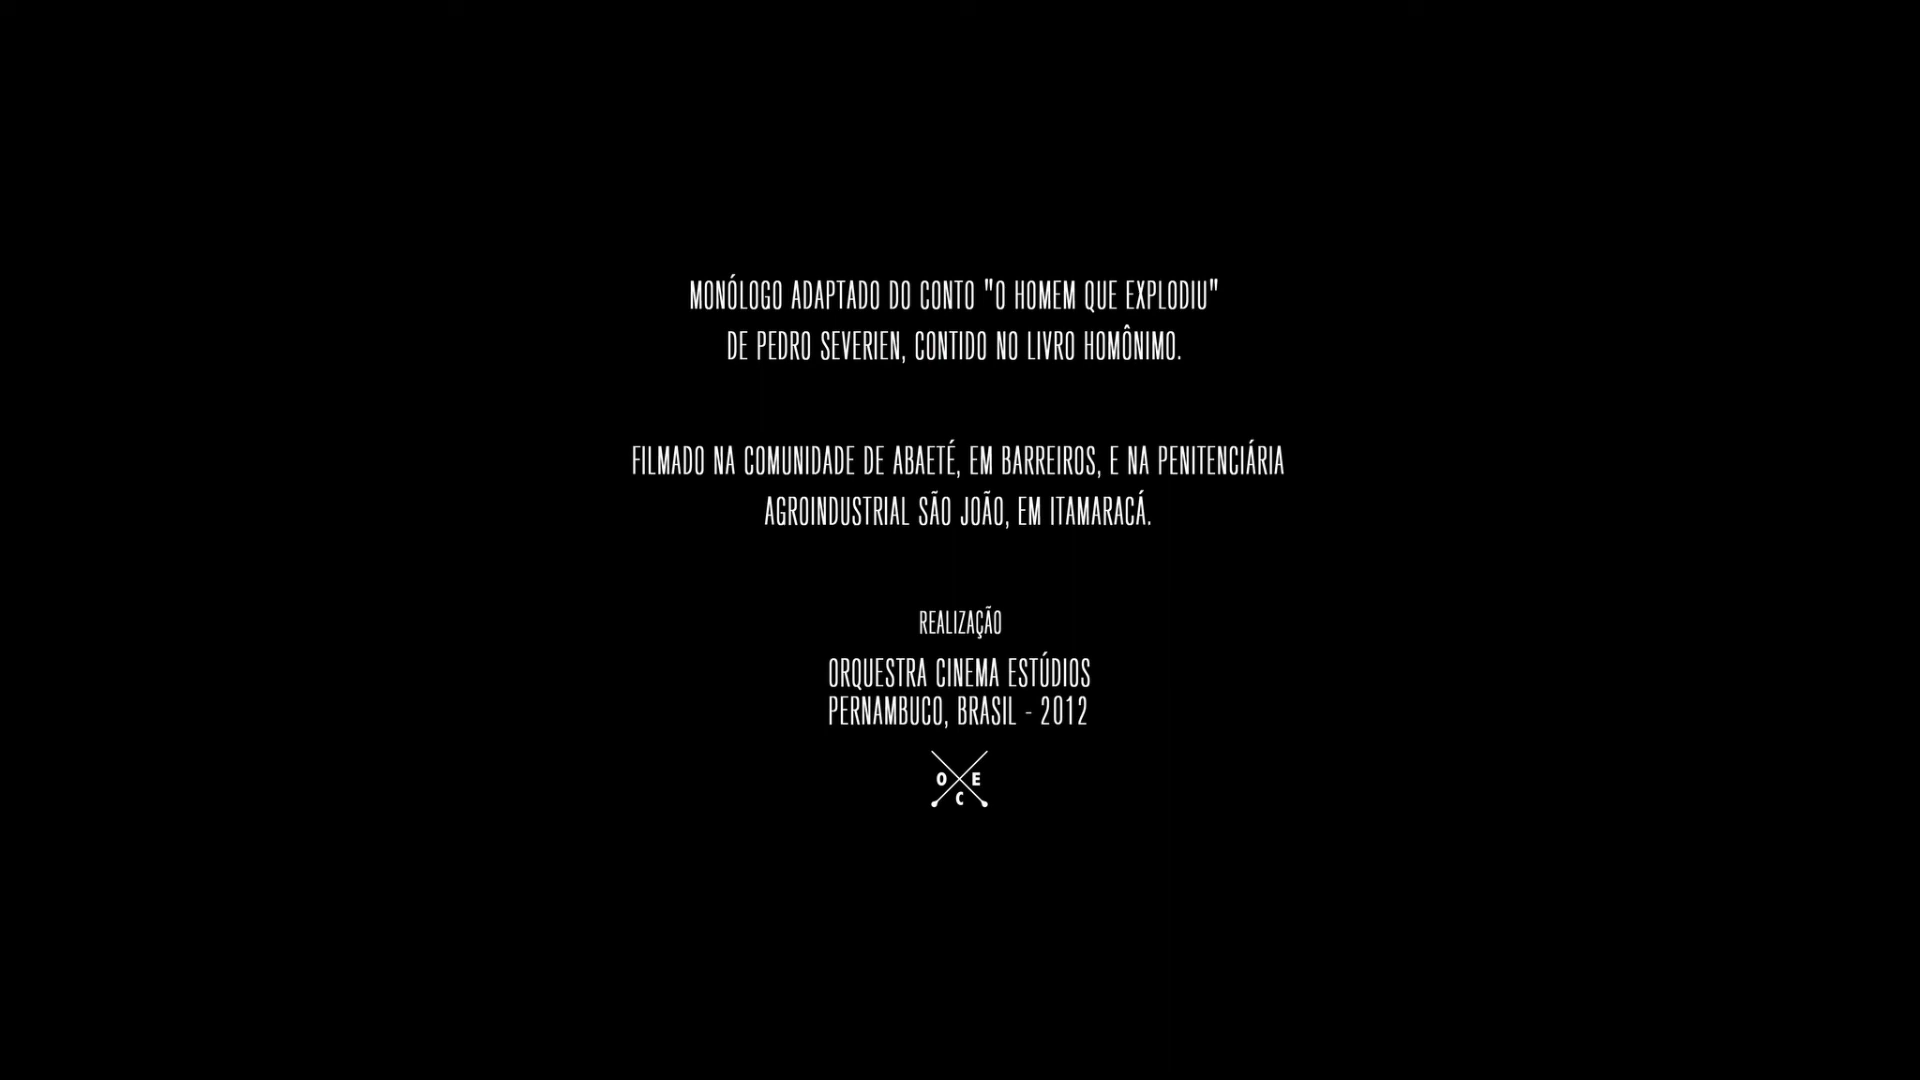 MONÓLOGO ADAPTADO DO CONTO "O HOMEM QUE EXPLODIU"
DE PEDRO SEVERIEN, CONTIDO NO LIVRO HOMÔNIMO.
FILMADO NA COMUNIDADE DE ABAETÉ, EM BARREIROS, E NA PENITENCIÁRIA
AGROINDUSTRIAL SÃO JOÃO, EM ITAMARACÁ.
REALIZAÇÃO
ORQUESTRA CINEMA ESTÚDIOS
PERNAMBUCO, BRASIL - 2012
O E
C